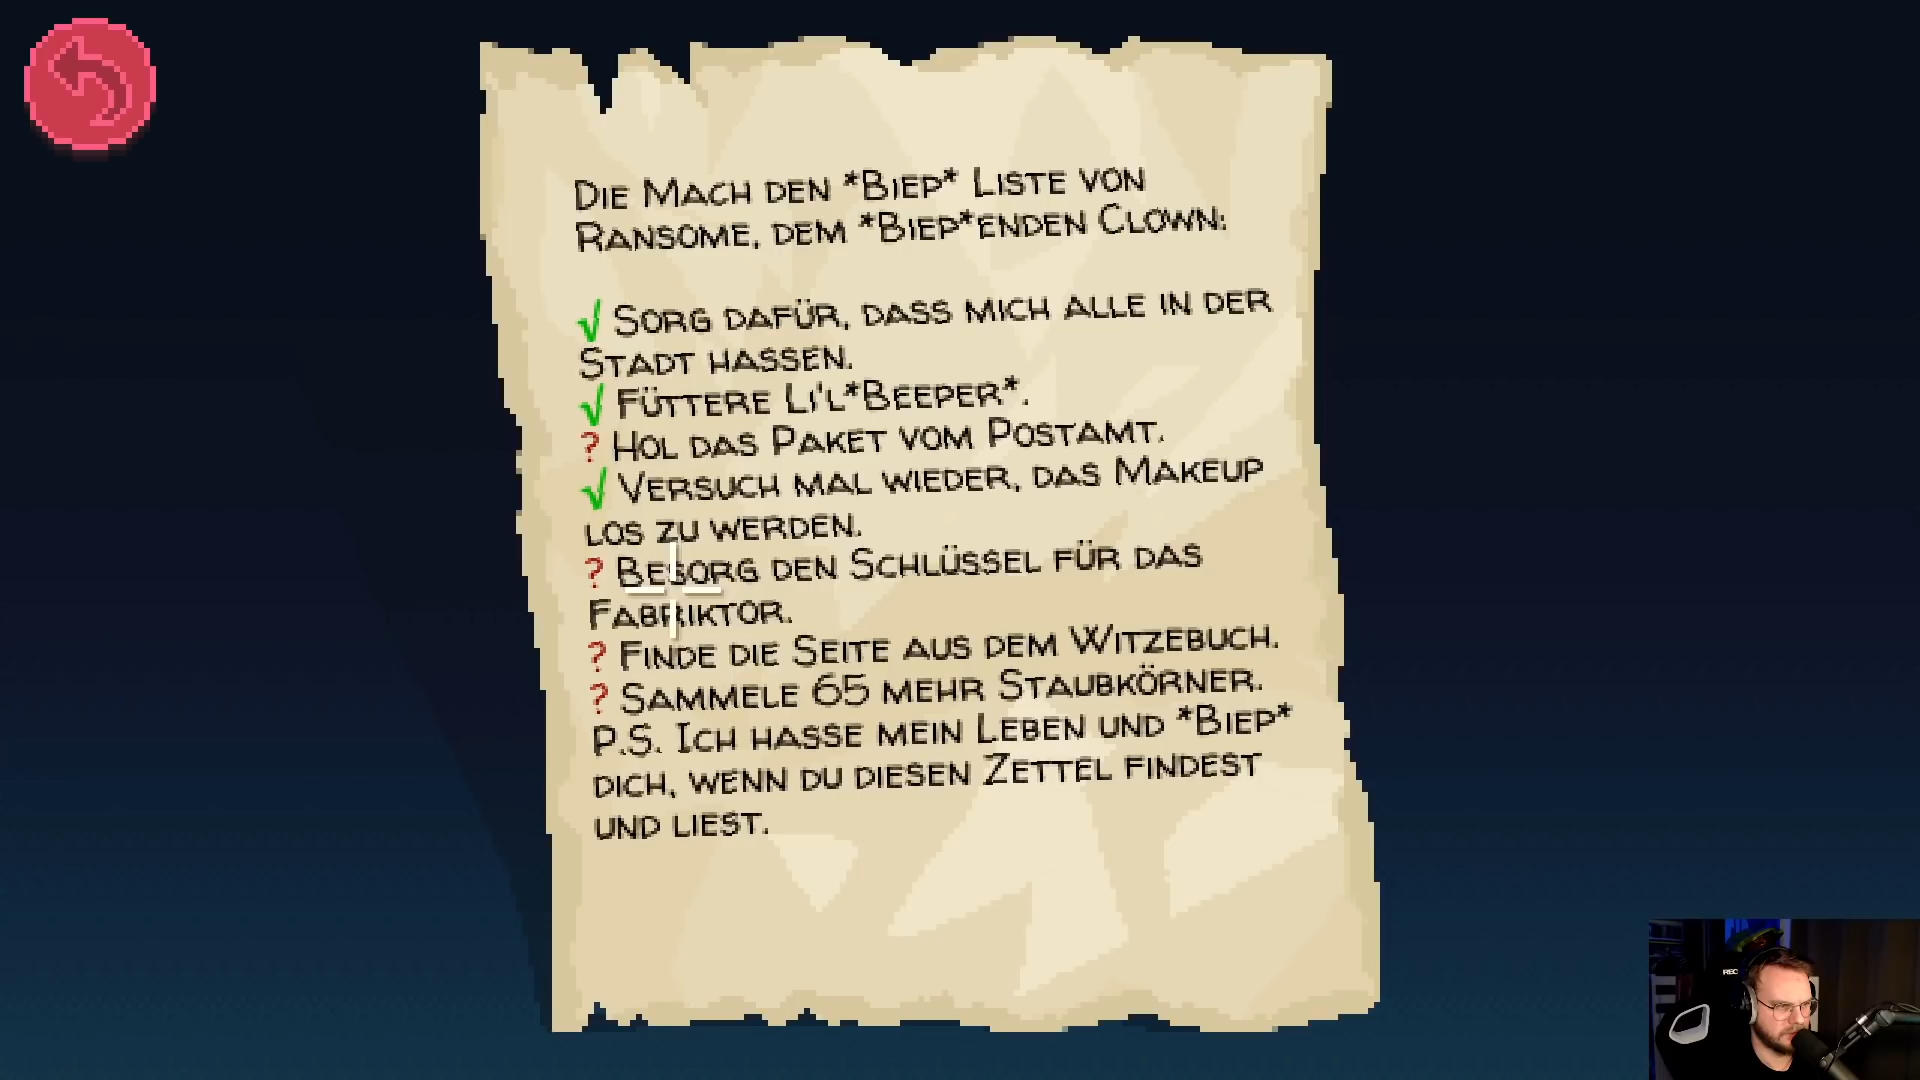 Die Mach den *Biep* Liste von
Ransome, dem *Biep*enden Clown:
√ Sorg dafür, dass mich alle in der
Stadt hassen.
√ Füttere Li'l*Beeper*.
? Hol das Paket vom Postamt.
√ Versuch mal wieder, das Makeup
los zu werden.
? Besorg den Schlüssel für das
Fabriktor.
? Finde die Seite aus dem Witzebuch.
? Sammele 65 mehr Staubkörner.
P.S. Ich hasse mein Leben und *Biep*
dich, wenn du diesen Zettel findest
und liest.
REC